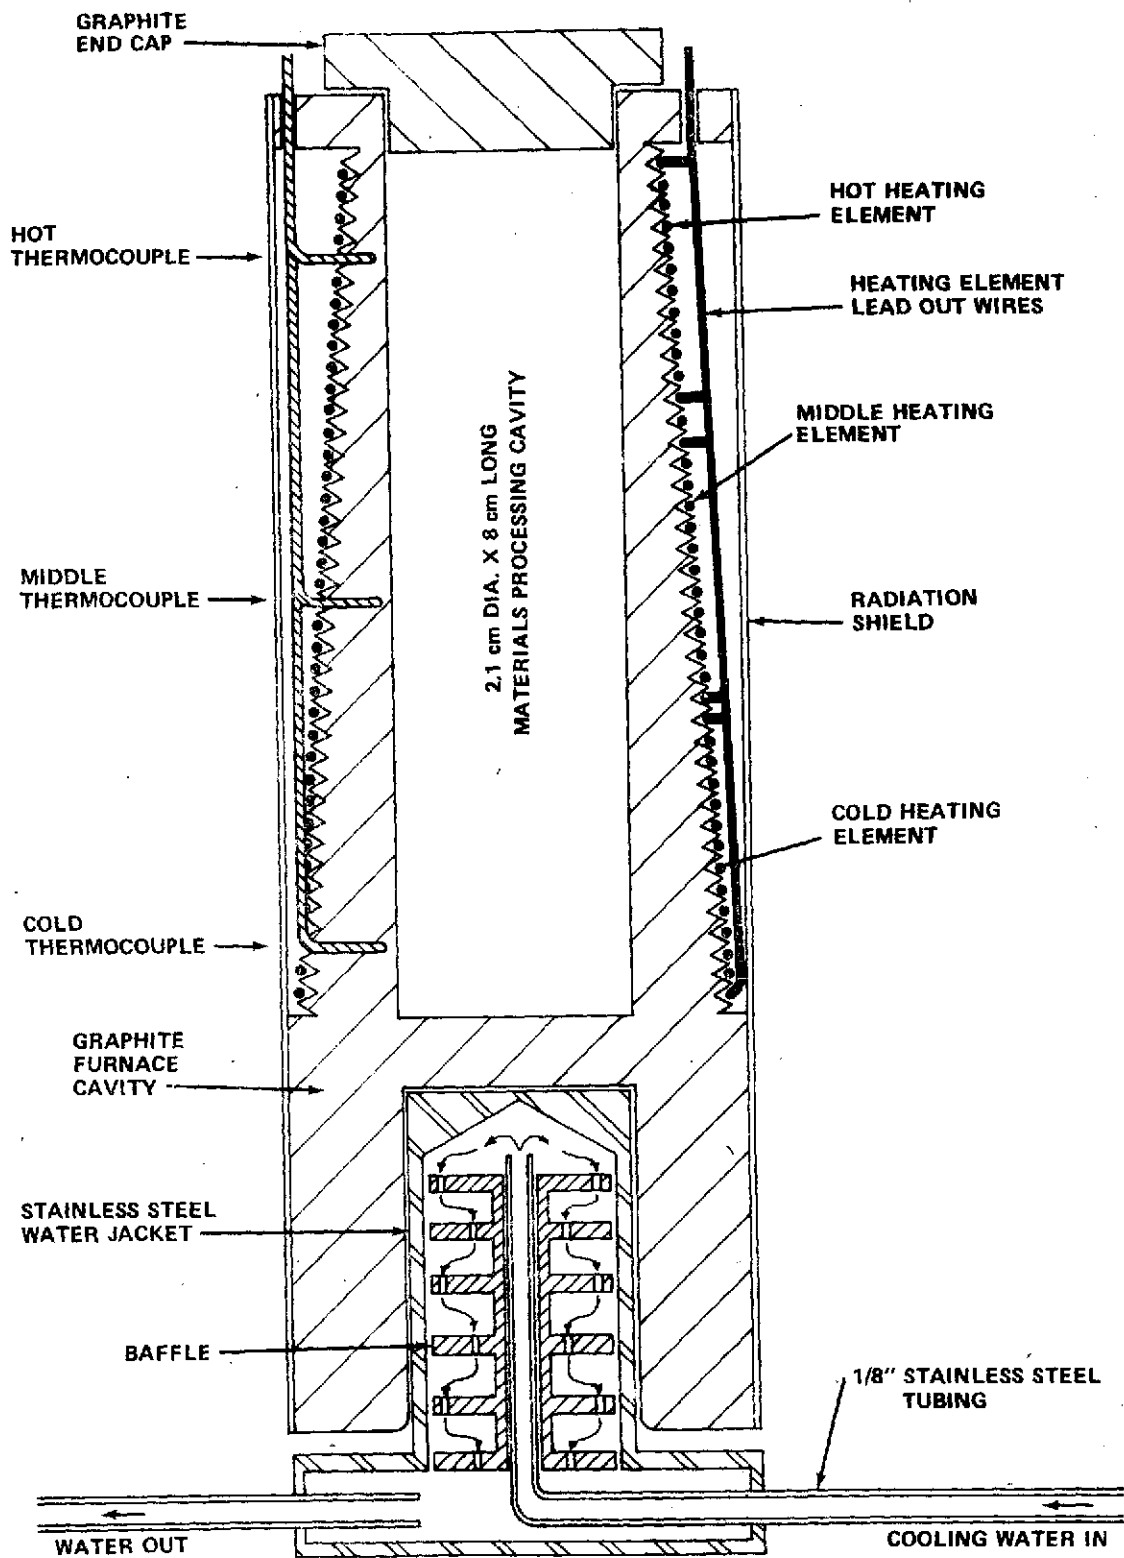 GRAPHITE
END CAP
HOT HEATING
ELEMENT
HOT
THERMOCOUPLE
HEATING ELEMENT
LEAD OUT WIRES
MIDDLE HEATING
ELEMENT
2.1 cm DIA. X 8 cm LONG
MATERIALS PROCESSING CAVITY
MIDDLE
THERMOCOUPLE
RADIATION
SHIELD
COLD HEATING
ELEMENT
COLD
THERMOCOUPLE
GRAPHITE
FURNACE
CAVITY
STAINLESS STEEL
WATER JACKET
BAFFLE
1/8" STAINLESS STEEL
TUBING
WATER OUT
COOLING WATER IN